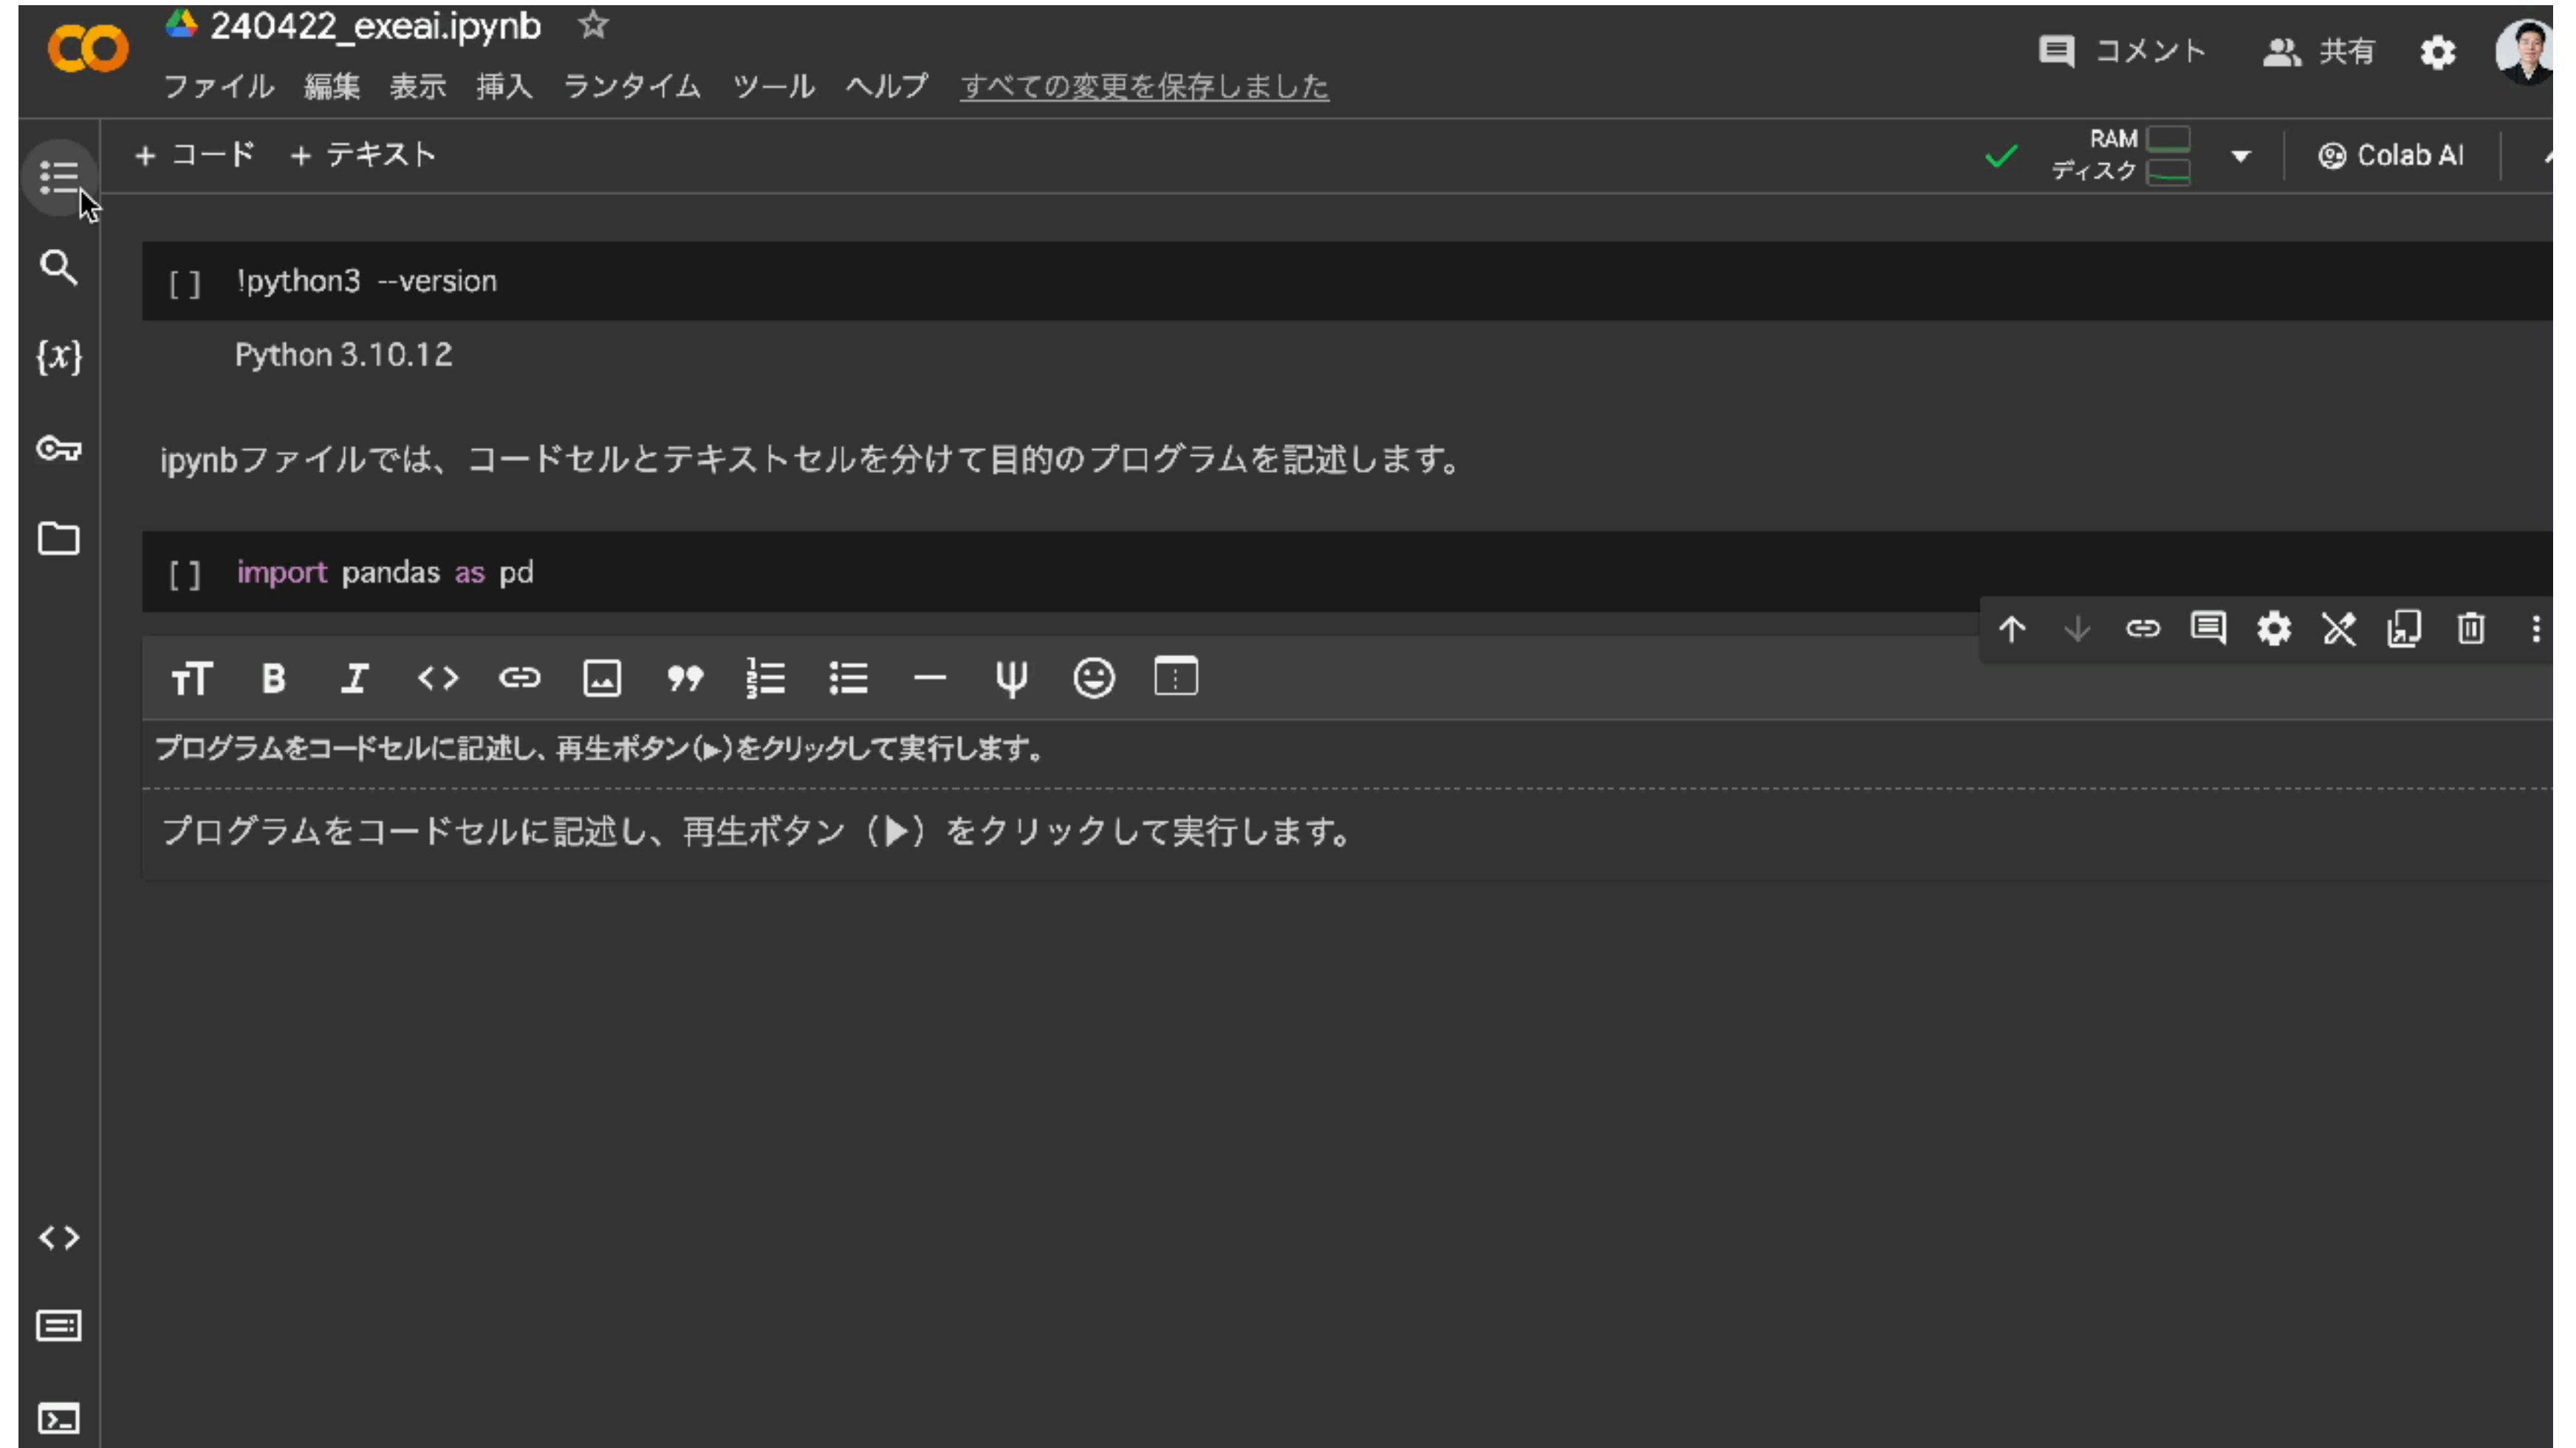 240422_exeai.ipynb
ファイル 編集 表示 挿入 ランタイム ツール ヘルプ すべての変更を保存しました
コメント 共有
+ コード + テキスト
RAM
ディスク
Colab AI
[ ] !python3 --version
Python 3.10.12
ipynbファイルでは、コードセルとテキストセルを分けて目的のプログラムを記述します。
[ ] import pandas as pd
プログラムをコードセルに記述し、再生ボタン(▶)をクリックして実行します。
プログラムをコードセルに記述し、再生ボタン（▶）をクリックして実行します。